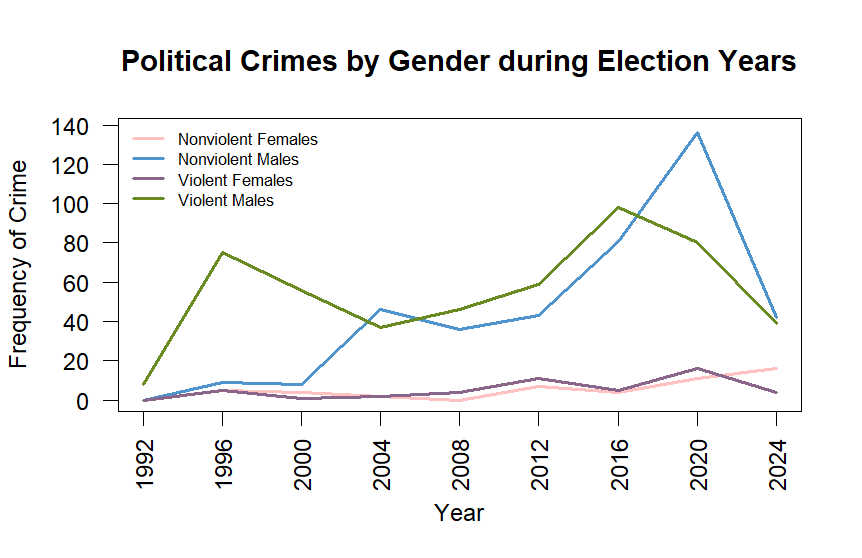 Political Crimes by Gender during Election Years
Frequency of Crime
140
120
100
80
60
40
20
0
Nonviolent Females
Nonviolent Males
Violent Females
Violent Males
1992 1996 2000 2004 2008 2012 2016 2020 2024
Year